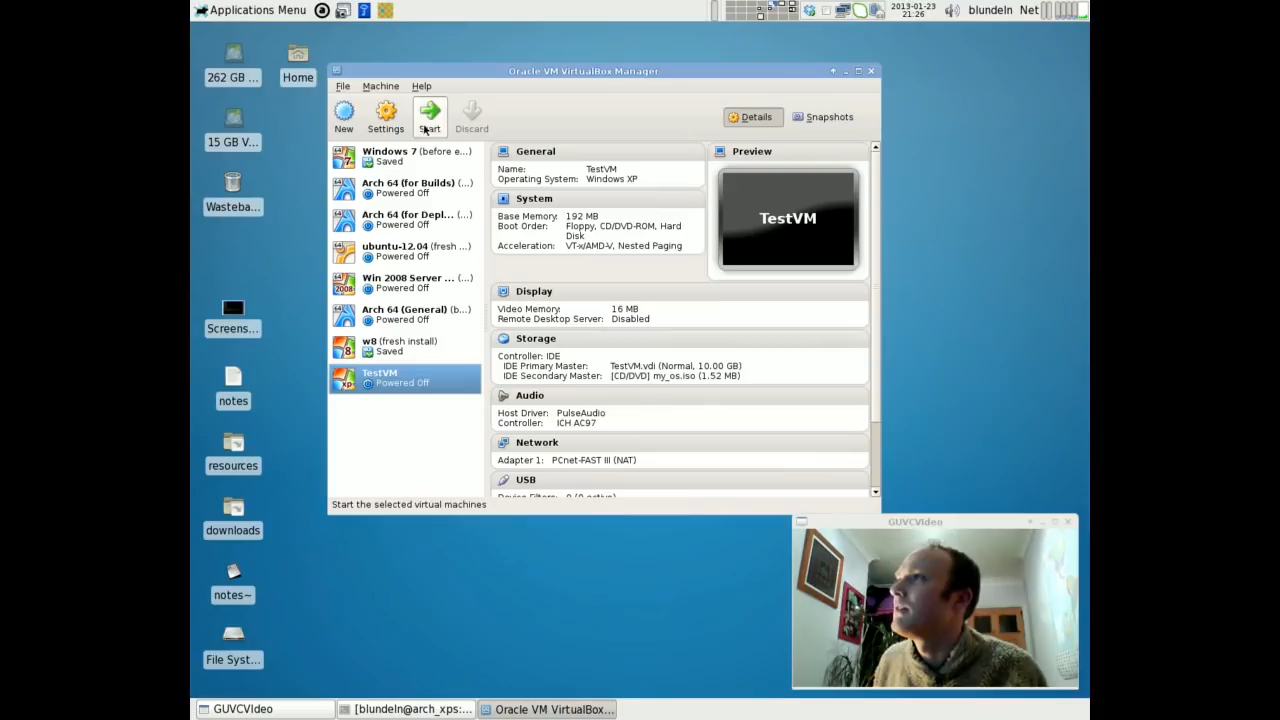 Applications Menu
2013-01-23
21:26
blundeln
Net
262 GB ...
Home
15 GB V...
Wasteba...
Screens...
notes
resources
downloads
notes~
File Syst...
Oracle VM VirtualBox Manager
File Machine Help
New Settings Start Discard
Details Snapshots
Windows 7 (before e...
Saved
Arch 64 (for Builds) (...
Powered Off
Arch 64 (for Depl... (...
Powered Off
ubuntu-12.04 (fresh ...
Powered Off
Win 2008 Server ... (...
Powered Off
Arch 64 (General) (b...
Powered Off
w8 (fresh install)
Saved
TestVM
Powered Off
General
Name: TestVM
Operating System: Windows XP
System
Base Memory: 192 MB
Boot Order: Floppy, CD/DVD-ROM, Hard
Disk
Acceleration: VT-x/AMD-V, Nested Paging
Preview
TestVM
Display
Video Memory: 16 MB
Remote Desktop Server: Disabled
Storage
Controller: IDE
IDE Primary Master: TestVM.vdi (Normal, 10.00 GB)
IDE Secondary Master: [CD/DVD] my_os.iso (1.52 MB)
Audio
Host Driver: PulseAudio
Controller: ICH AC97
Network
Adapter 1: PCnet-FAST III (NAT)
USB
Device Filters: 0 (0 active)
Start the selected virtual machines
GUVCVideo
GUVCVIdeo
[blundeln@arch_xps:...
Oracle VM VirtualBox...